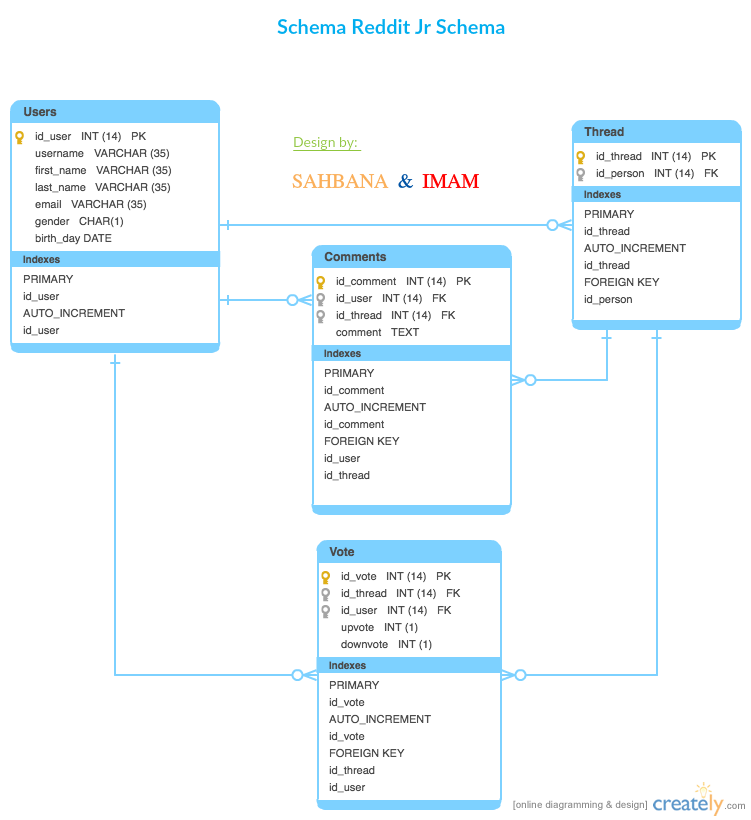 Schema Reddit Jr Schema
Users
id_user INT (14) PK
username VARCHAR (35)
first_name VARCHAR (35)
last_name VARCHAR (35)
email VARCHAR (35)
gender CHAR(1)
birth_day DATE
Indexes
PRIMARY
id_user
AUTO_INCREMENT
id_user
Design by:
SAHBANA & IMAM
Thread
id_thread INT (14) PK
id_person INT (14) FK
Indexes
PRIMARY
id_thread
AUTO_INCREMENT
id_thread
FOREIGN KEY
id_person
Comments
id_comment INT (14) PK
id_user INT (14) FK
id_thread INT (14) FK
comment TEXT
Indexes
PRIMARY
id_comment
AUTO_INCREMENT
id_comment
FOREIGN KEY
id_user
id_thread
Vote
id_vote INT (14) PK
id_thread INT (14) FK
id_user INT (14) FK
upvote INT (1)
downvote INT (1)
Indexes
PRIMARY
id_vote
AUTO_INCREMENT
id_vote
FOREIGN KEY
id_thread
id_user
[online diagramming & design] creately.com